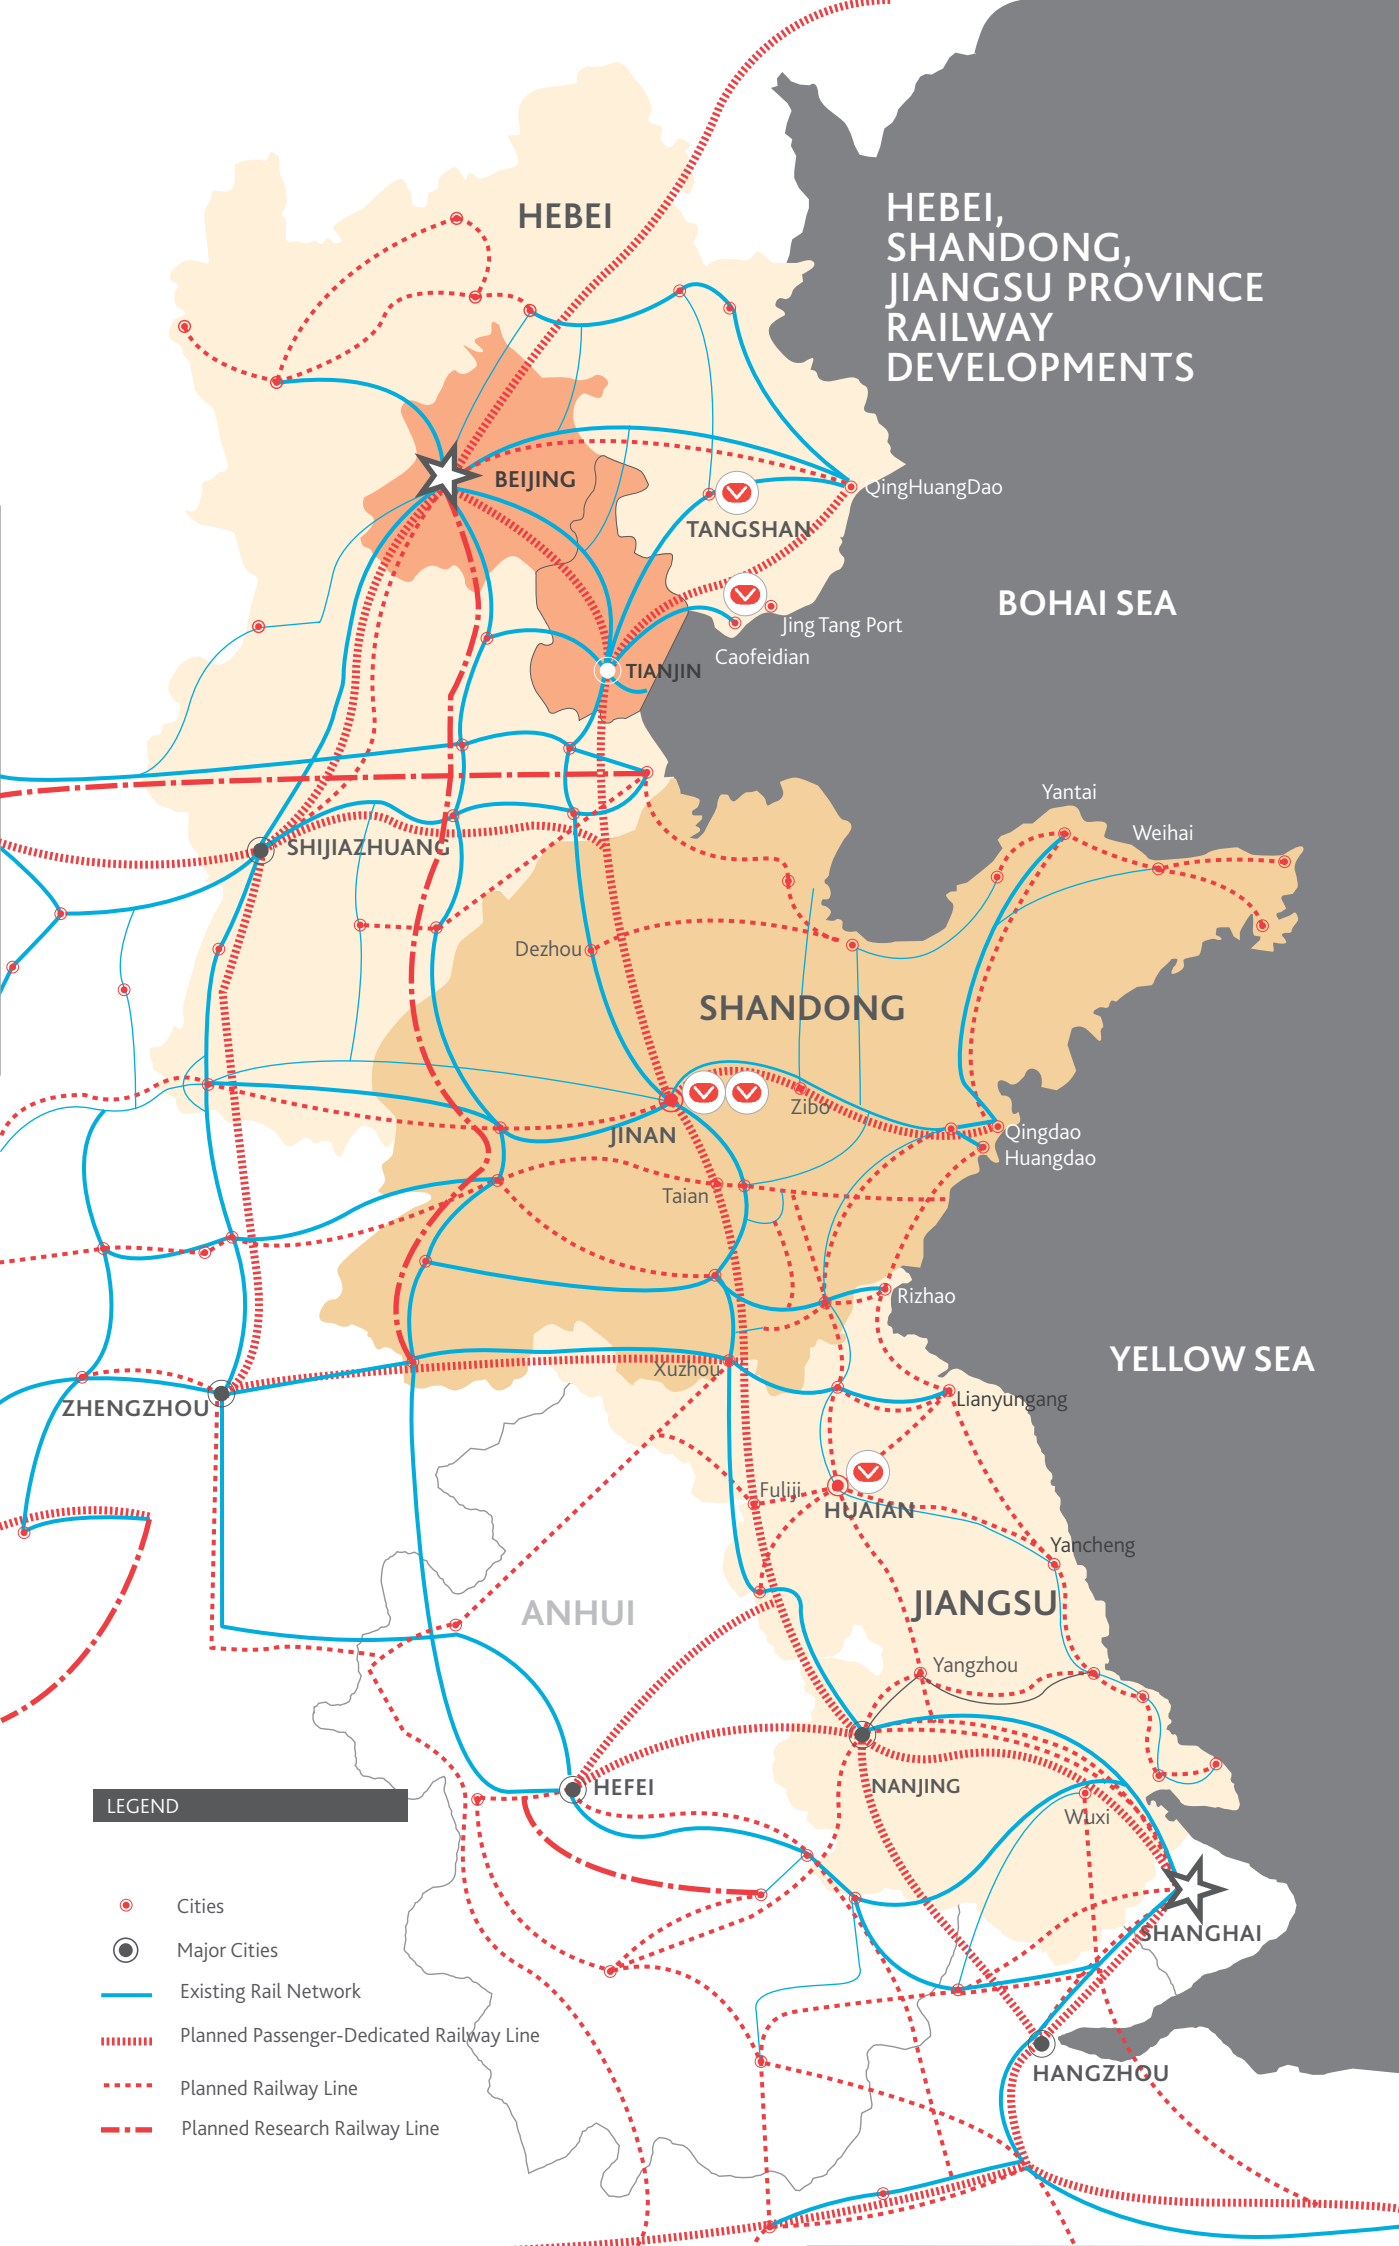 HEBEI
HEBEI,
SHANDONG,
JIANGSU PROVINCE
RAILWAY
DEVELOPMENTS
BEIJING
QingHuangDao
TANGSHAN
BOHAI SEA
Jing Tang Port
Caofeidian
TIANJIN
Yantai
Weihai
SHIJIAZHUANG
Dezhou
SHANDONG
Zibo
JINAN
Qingdao
Huangdao
Taian
Rizhao
YELLOW SEA
Xuzhou
Lianyungang
ZHENGZHOU
Fuliji
HUAIAN
Yancheng
JIANGSU
ANHUI
Yangzhou
NANJING
HEFEI
Wuxi
SHANGHAI
HANGZHOU
LEGEND
Cities
Major Cities
Existing Rail Network
Planned Passenger-Dedicated Railway Line
Planned Railway Line
Planned Research Railway Line